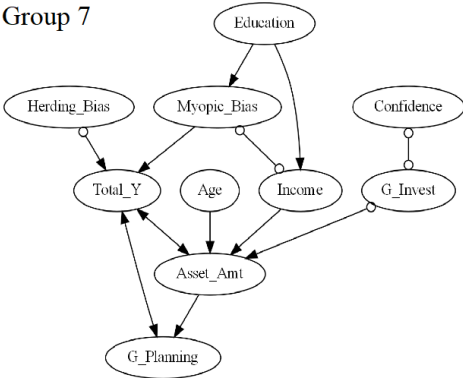 Group 7
Education
Herding_Bias
Myopic_Bias
Confidence
Total_Y
Age
Income
G_Invest
Asset_Amt
G_Planning